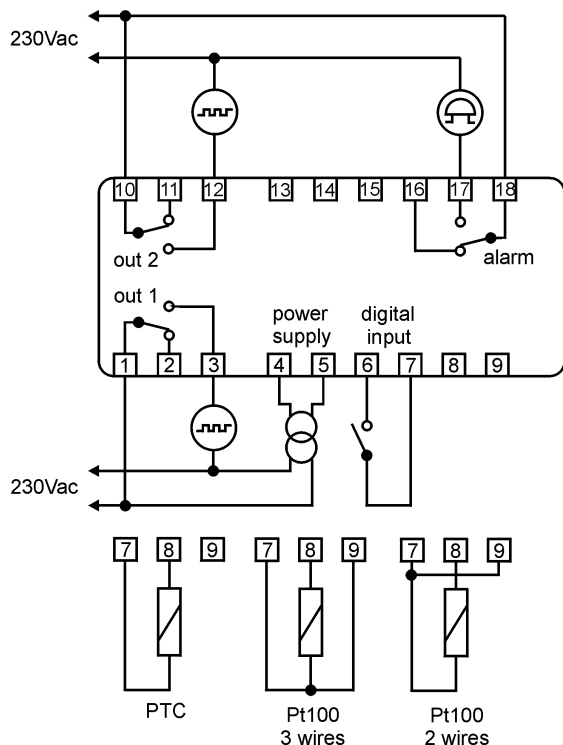 230Vac
10 11 12 13 14 15 16 17 18
out 2
alarm
out 1
power
supply
digital
input
1 2 3 4 5 6 7 8 9
230Vac
7 8 9
7 8 9
7 8 9
PTC
Pt100
3 wires
Pt100
2 wires